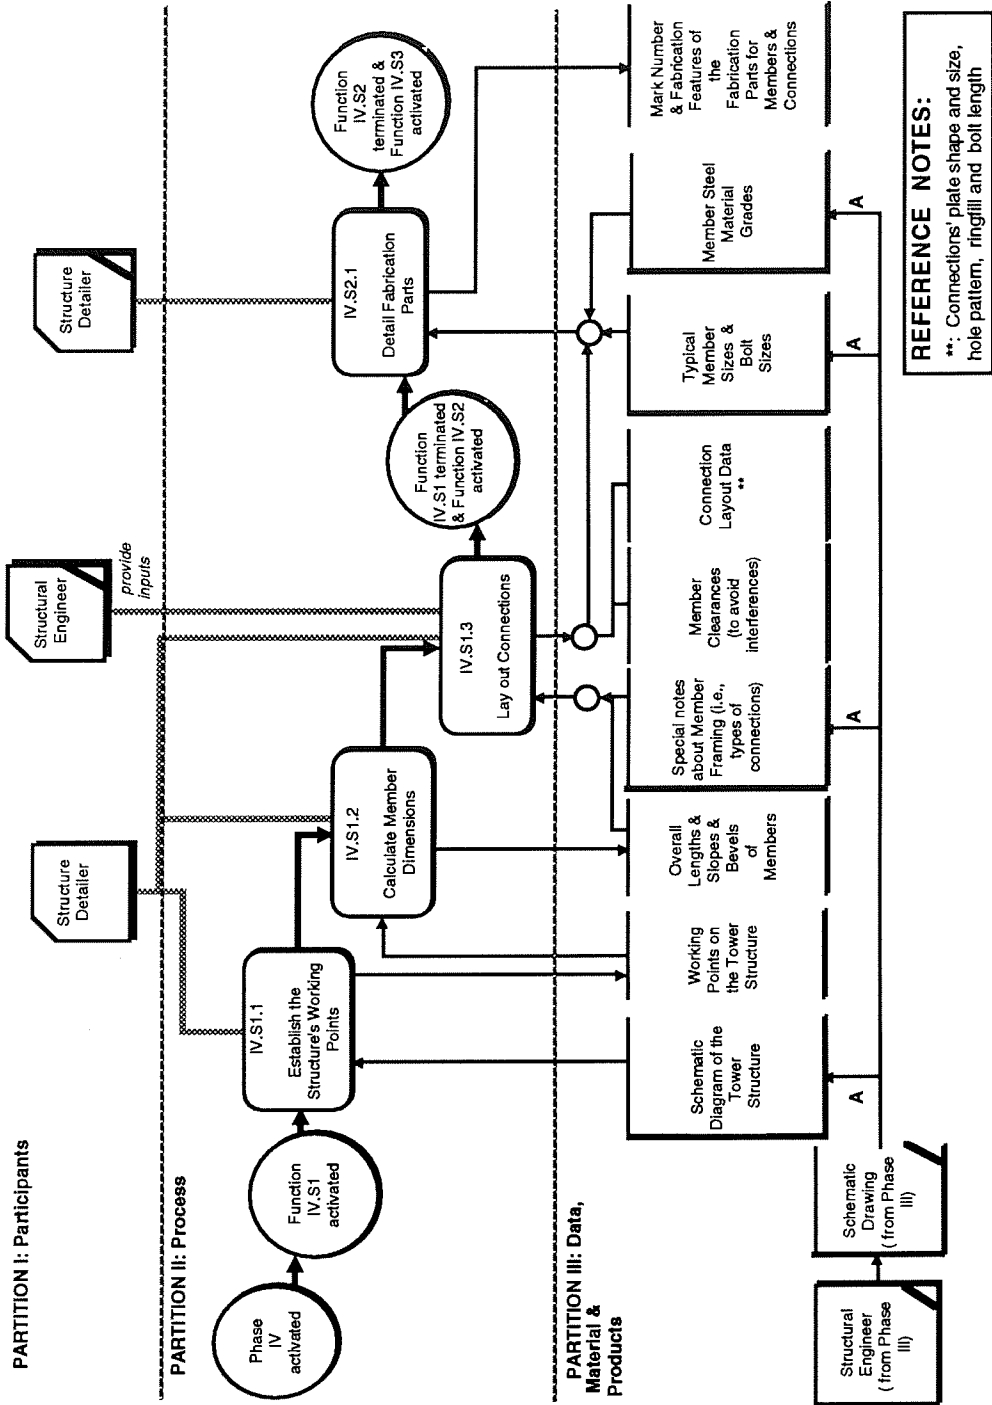 PARTITION I: Participants
Structure
Detailer
Structural
Engineer
provide
inputs
Structure
Detailer
PARTITION II: Process
Phase
IV
activated
Function
IV.S1
activated
IV.S1.1
Establish the
Structure's Working
Points
IV.S1.2
Calculate Member
Dimensions
IV.S1.3
Lay out Connections
Function
IV.S1 terminated
& Function IV.S2
activated
IV.S2.1
Detail Fabrication
Parts
Function
IV.S2
terminated &
Function IV.S3
activated
PARTITION III: Data,
Material &
Products
Schematic
Diagram of the
Tower
Structure
Working
Points on
the Tower
Structure
Overall
Lengths &
Slopes &
Bevels
of
Members
Special notes
about Member
Framing (i.e.,
types of
connections)
Member
Clearances
(to avoid
interferences)
Connection
Layout Data
**
Typical
Member
Sizes &
Bolt
Sizes
Member Steel
Material
Grades
Mark Number
& Fabrication
Features of
the
Fabrication
Parts for
Members &
Connections
A
A
A
A
Structural
Engineer
( from Phase
III)
Schematic
Drawing
( from Phase
III)
REFERENCE NOTES:
**: Connections' plate shape and size,
hole pattern, ringfill and bolt length